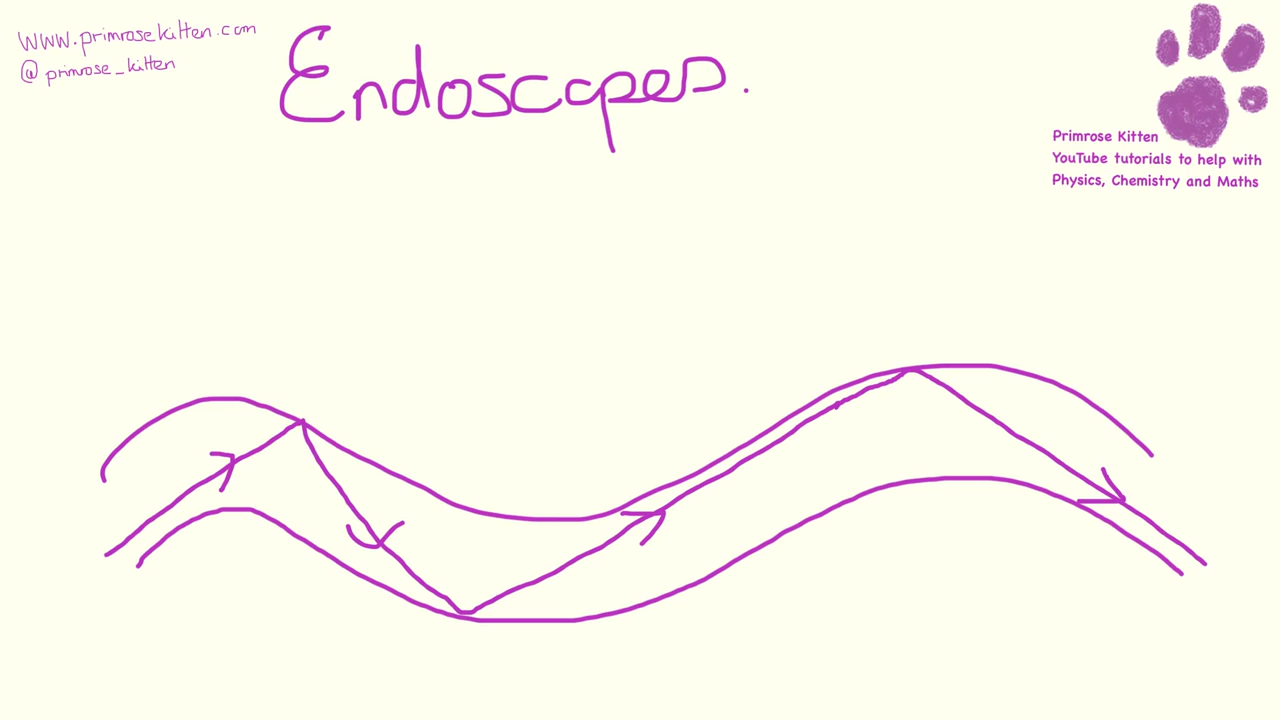 www.primrosekitten.com
@primrose_kitten
Endoscopes.
Primrose Kitten
YouTube tutorials to help with
Physics, Chemistry and Maths